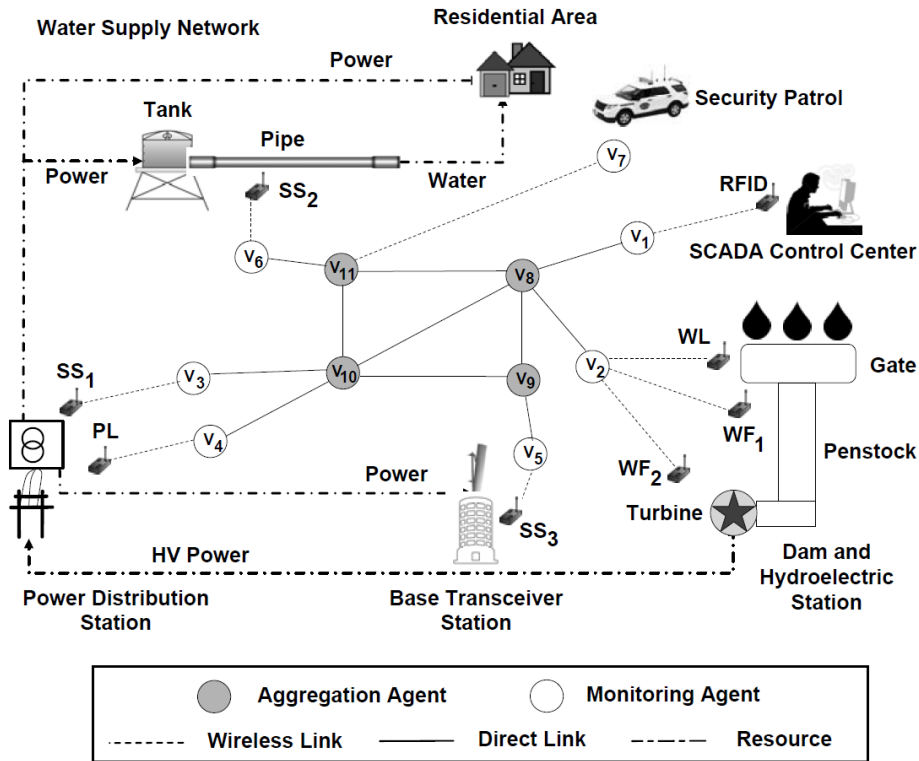 Residential Area
Water Supply Network
Power
Security Patrol
Tank
Pipe
Power
Water
V7
SS2
RFID
V6
V1
SCADA Control Center
V11
V8
WL
Gate
SS1
V3
V10
V9
V2
WF1
PL
V4
V5
Penstock
Power
WF2
Turbine
SS3
HV Power
Dam and
Hydroelectric
Station
Power Distribution
Station
Base Transceiver
Station
Aggregation Agent
Monitoring Agent
Wireless Link
Direct Link
Resource